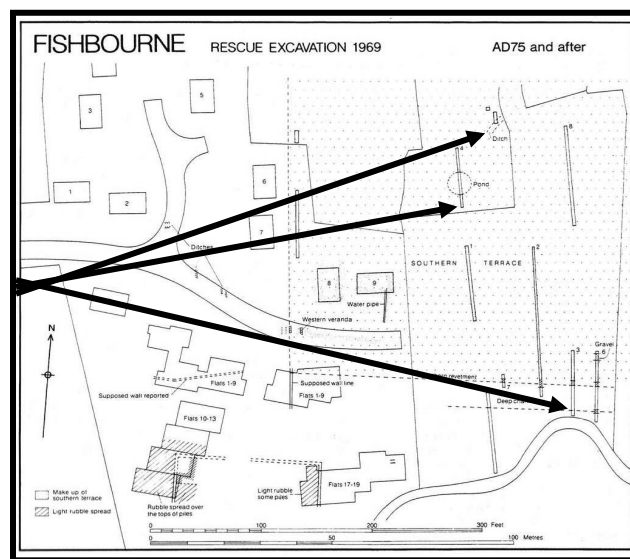 FISHBOURNE RESCUE EXCAVATION 1969 AD75 and after
5
3
8
Ditch
4
1
2
6
Pond
7
Ditches
1
2
SOUTHERN TERRACE
8
9
Water pipe
Western veranda
3
Gravel
6
N
revetment
7
Supposed wall reported
Flats 1-9
Supposed wall line
Flats 1-9
Deep
Flats 10-13
Flats 17-19
Make up of
southern terrace
Light rubble spread
Rubble spread over
the tops of piles
Light rubble
some piles
0 100 200 300 Feet
0 50 100 Metres